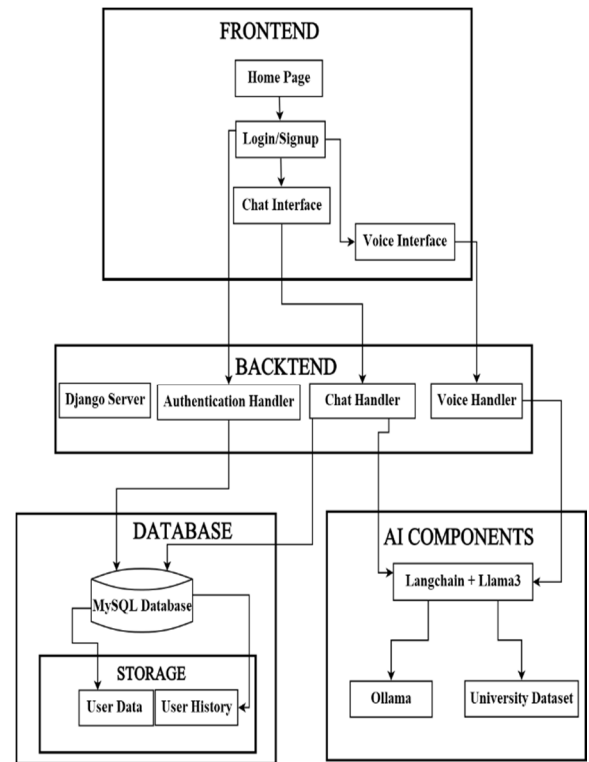 FRONTEND
Home Page
Login/Signup
Chat Interface
Voice Interface
BACKTEND
Django Server
Authentication Handler
Chat Handler
Voice Handler
DATABASE
MySQL Database
STORAGE
User Data
User History
AI COMPONENTS
Langchain + Llama3
Ollama
University Dataset